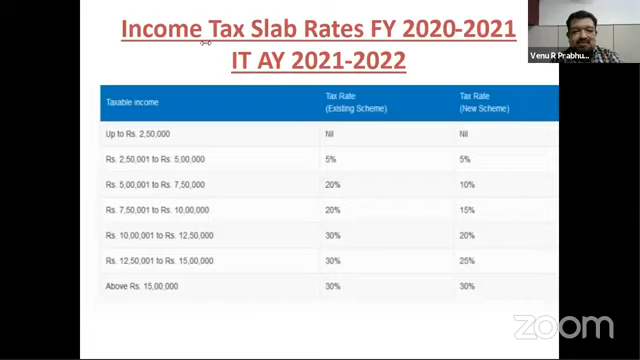 Income Tax Slab Rates FY 2020-2021
IT AY 2021-2022
Venu R Prabhu...
Taxable income Tax Rate (Existing Scheme) Tax Rate (New Scheme)
Up to Rs. 2,50,000 Nil Nil
Rs. 2,50,001 to Rs. 5,00,000 5% 5%
Rs. 5,00,001 to Rs. 7,50,000 20% 10%
Rs. 7,50,001 to Rs. 10,00,000 20% 15%
Rs. 10,00,001 to Rs. 12,50,000 30% 20%
Rs. 12,50,001 to Rs. 15,00,000 30% 25%
Above Rs. 15,00,000 30% 30%
zoom